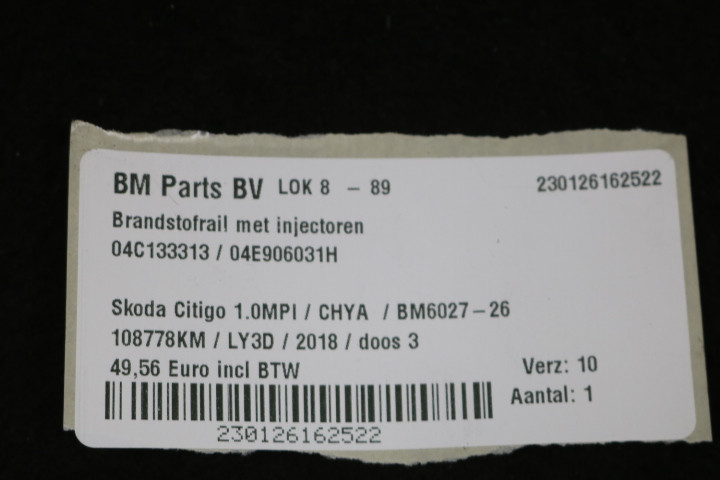 BM Parts BV LOK 8 - 89 230126162522
Brandstofrail met injectoren
04C133313 / 04E906031H
Skoda Citigo 1.0MPI / CHYA / BM6027-26
108778KM / LY3D / 2018 / doos 3
49,56 Euro incl BTW Verz: 10
Aantal: 1
230126162522